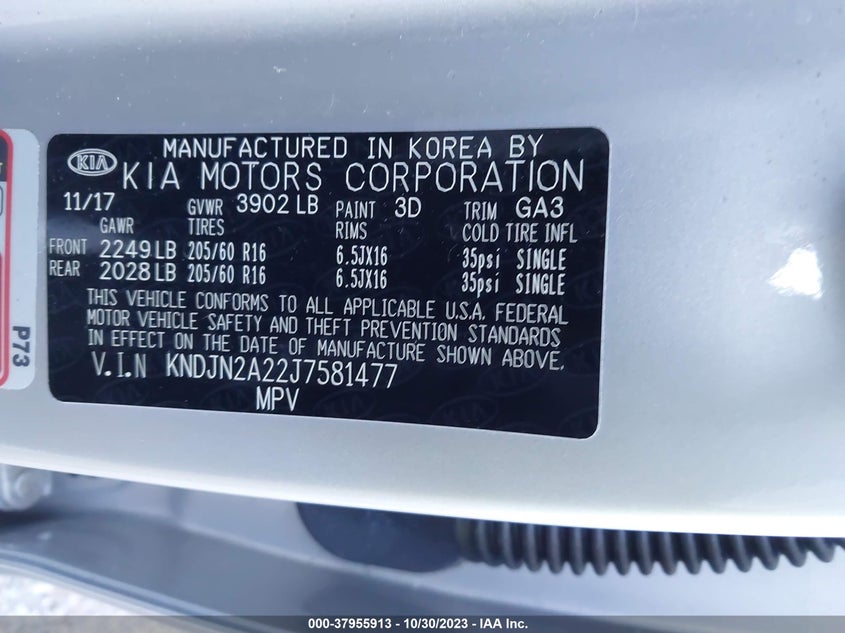 MANUFACTURED IN KOREA BY
KIA KIA MOTORS CORPORATION
11/17 GVWR 3902 LB PAINT 3D TRIM GA3
GAWR TIRES RIMS COLD TIRE INFL
FRONT 2249 LB 205/60 R16 6.5JX16 35psi SINGLE
REAR 2028 LB 205/60 R16 6.5JX16 35psi SINGLE
THIS VEHICLE CONFORMS TO ALL APPLICABLE U.S.A. FEDERAL
MOTOR VEHICLE SAFETY AND THEFT PREVENTION STANDARDS
IN EFFECT ON THE DATE OF MANUFACTURE SHOWN ABOVE.
V.I.N KNDJN2A22J7581477
MPV
P73
000-37955913 - 10/30/2023 - IAA Inc.